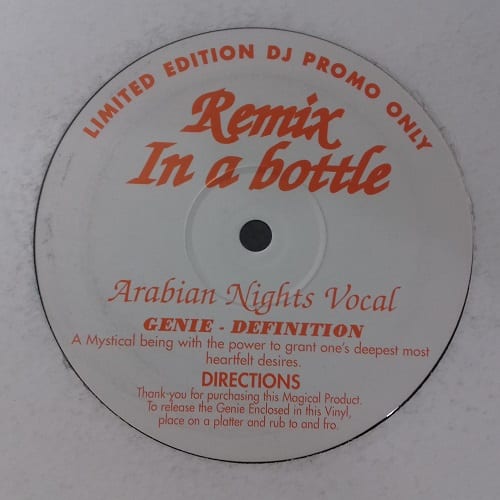 LIMITED EDITION DJ PROMO ONLY
Remix
In a bottle
Arabian Nights Vocal
GENIE - DEFINITION
A Mystical being with the power to grant one's deepest most
heartfelt desires.
DIRECTIONS
Thank-you for purchasing this Magical Product.
To release the Genie Enclosed in this Vinyl,
place on a platter and rub to and fro.